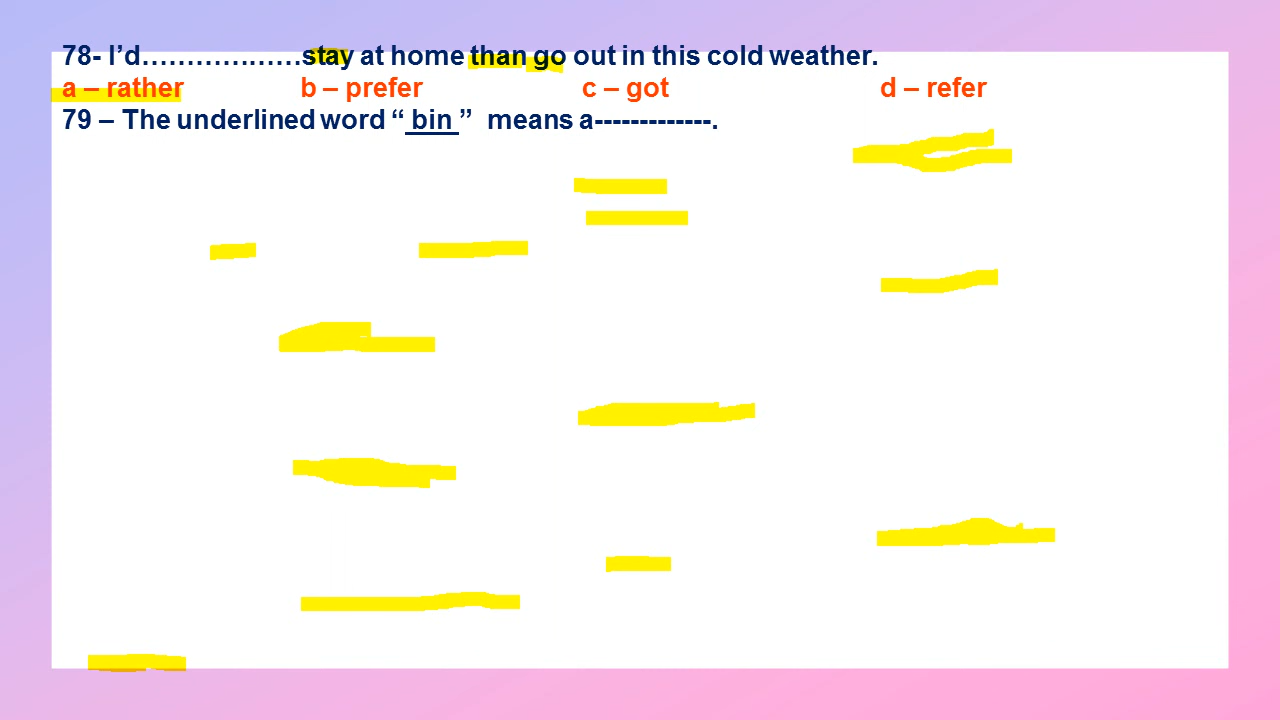 78- I’d………………stay at home than go out in this cold weather.
a – rather b – prefer c – got d – refer
79 – The underlined word “ bin ” means a-------------.